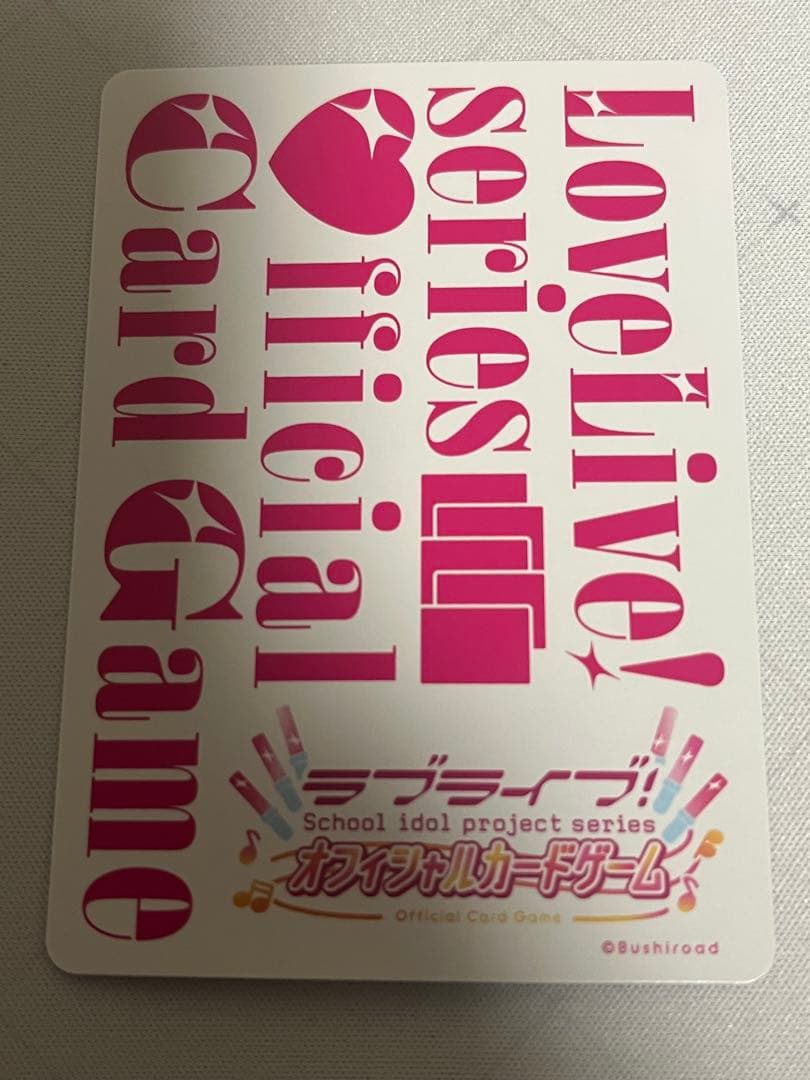 LoveLive!
series
♥fficial
Card Game
ラブライブ!
School idol project series
オフィシャルカードゲーム
Official Card Game
©Bushiroad